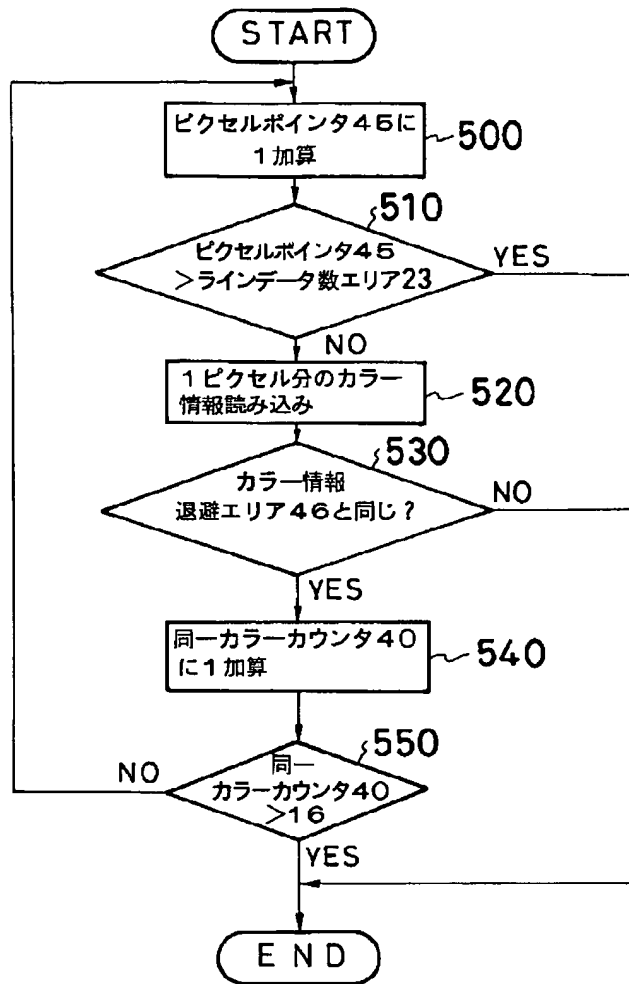 START
ピクセルポインタ45に
1加算
500
510
ピクセルポインタ45
>ラインデータ数エリア23
YES
NO
1ピクセル分のカラー
情報読み込み
520
530
カラー情報
退避エリア46と同じ?
NO
YES
同一カラーカウンタ40
に1加算
540
550
同一
カラーカウンタ40
>16
NO
YES
END